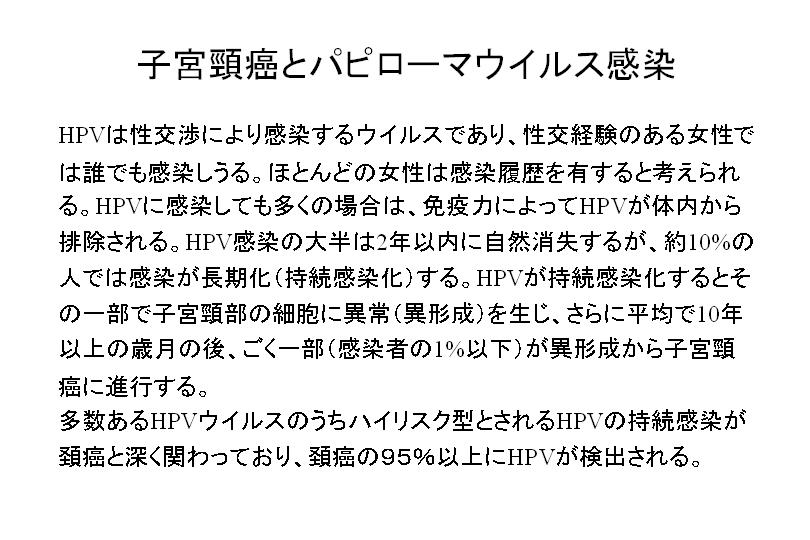 子宮頸癌とパピローマウイルス感染
HPVは性交渉により感染するウイルスであり、性交経験のある女性で
は誰でも感染しうる。ほとんどの女性は感染履歴を有すると考えられ
る。HPVに感染しても多くの場合は、免疫力によってHPVが体内から
排除される。HPV感染の大半は2年以内に自然消失するが、約10%の
人では感染が長期化（持続感染化）する。HPVが持続感染化するとそ
の一部で子宮頸部の細胞に異常（異形成）を生じ、さらに平均で10年
以上の歳月の後、ごく一部（感染者の1%以下）が異形成から子宮頸
癌に進行する。
多数あるHPVウイルスのうちハイリスク型とされるHPVの持続感染が
頚癌と深く関わっており、頚癌の９５％以上にHPVが検出される。